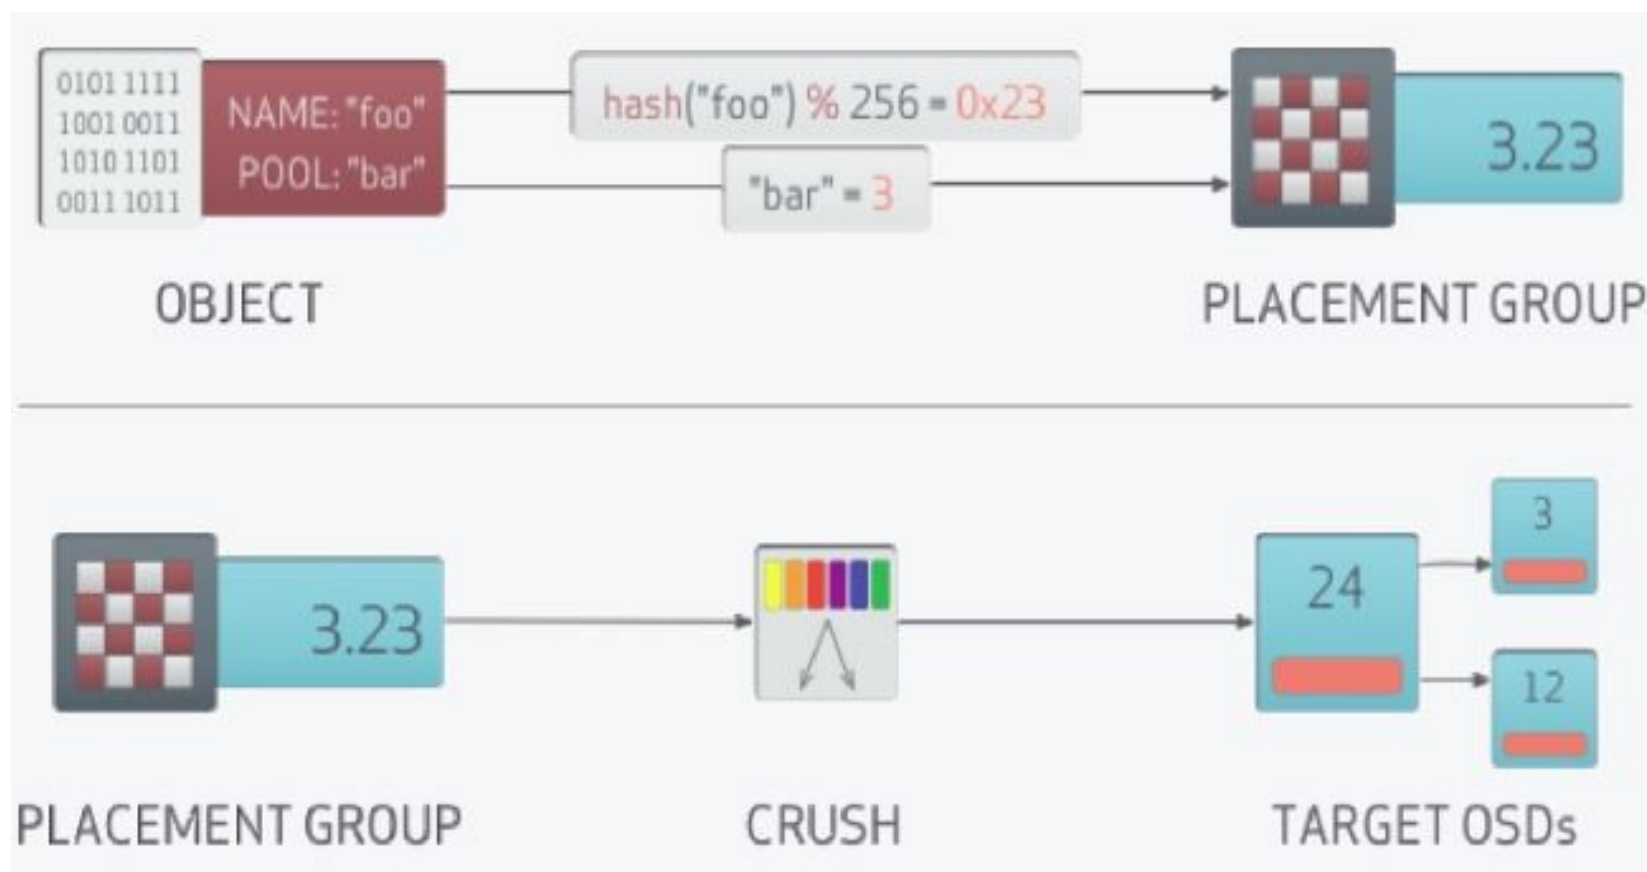 0101 1111
1001 0011
1010 1101
0011 1011
NAME: "foo"
POOL: "bar"
hash("foo") % 256 = 0x23
"bar" = 3
3.23
OBJECT
PLACEMENT GROUP
3.23
24
3
12
PLACEMENT GROUP
CRUSH
TARGET OSDs